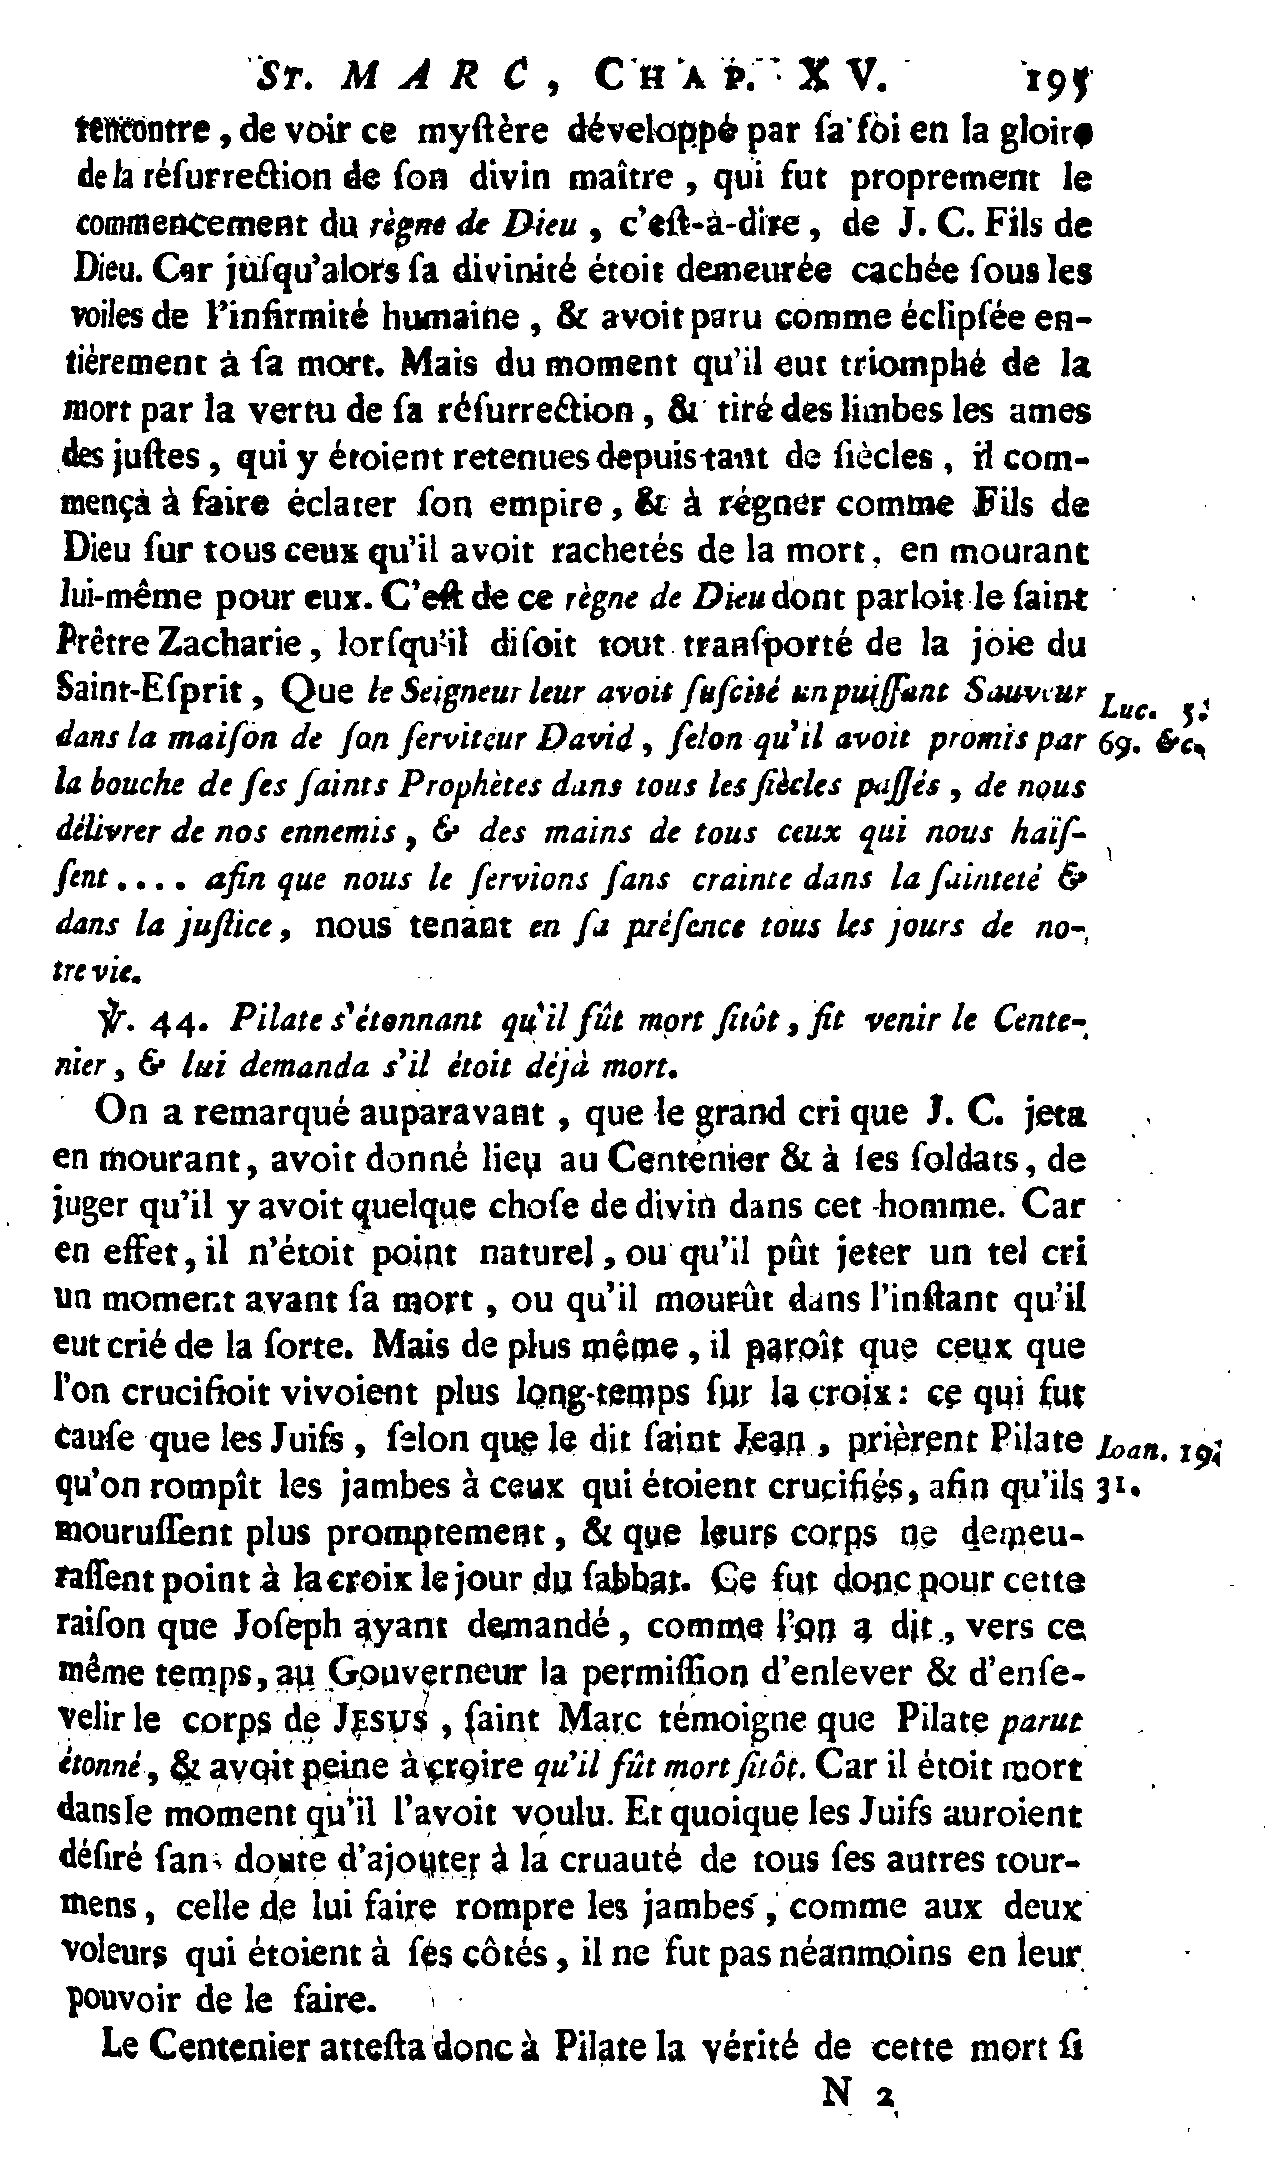 St. MARC, CHAP. XV. 195
rencontre, de voir ce myſtère développé par ſa foi en la gloire
de la réſurrection de ſon divin maître, qui fut proprement le
commencement du règne de Dieu, c'eſt-à-dire, de J. C. Fils de
Dieu. Car juſqu'alors ſa divinité étoit demeurée cachée ſous les
voiles de l'infirmité humaine, & avoit paru comme éclipſée en-
tièrement à ſa mort. Mais du moment qu'il eut triomphé de la
mort par la vertu de ſa réſurrection, & tiré des limbes les ames
des juſtes, qui y étoient retenues depuis tant de ſiècles, il com-
mença à faire éclater ſon empire, & à régner comme Fils de
Dieu ſur tous ceux qu'il avoit rachetés de la mort, en mourant
lui-même pour eux. C'eſt de ce règne de Dieu dont parloit le ſaint
Prêtre Zacharie, lorſqu'il diſoit tout tranſporté de la joie du
Saint-Eſprit, Que le Seigneur leur avoit ſuſcité un puiſſant Sauveur
dans la maiſon de ſon ſerviteur David, ſelon qu'il avoit promis par
la bouche de ſes ſaints Prophètes dans tous les ſiècles paſſés, de nous
délivrer de nos ennemis, & des mains de tous ceux qui nous haïſ-
ſent.... afin que nous le ſervions ſans crainte dans la ſainteté &
dans la juſtice, nous tenant en ſa préſence tous les jours de no-
tre vie.
Luc. 5.
69. &c.
℣. 44. Pilate s'étonnant qu'il fût mort ſitôt, fit venir le Cente-
nier, & lui demanda s'il étoit déjà mort.
On a remarqué auparavant, que le grand cri que J. C. jeta
en mourant, avoit donné lieu au Centenier & à ſes ſoldats, de
juger qu'il y avoit quelque choſe de divin dans cet homme. Car
en effet, il n'étoit point naturel, ou qu'il pût jeter un tel cri
un moment avant ſa mort, ou qu'il mourût dans l'inſtant qu'il
eut crié de la ſorte. Mais de plus même, il paroît que ceux que
l'on crucifioit vivoient plus long-temps ſur la croix: ce qui fut
cauſe que les Juifs, ſelon que le dit ſaint Jean, prièrent Pilate
qu'on rompît les jambes à ceux qui étoient crucifiés, afin qu'ils
mouruſſent plus promptement, & que leurs corps ne demeu-
raſſent point à la croix le jour du ſabbat. Ce fut donc pour cette
raiſon que Joſeph ayant demandé, comme l'on a dit, vers ce
même temps, au Gouverneur la permiſſion d'enlever & d'enſe-
velir le corps de JESUS, ſaint Marc témoigne que Pilate parut
étonné, & avoit peine à croire qu'il fût mort ſitôt. Car il étoit mort
dans le moment qu'il l'avoit voulu. Et quoique les Juifs auroient
déſiré ſans doute d'ajouter à la cruauté de tous ſes autres tour-
mens, celle de lui faire rompre les jambes, comme aux deux
voleurs qui étoient à ſes côtés, il ne fut pas néanmoins en leur
pouvoir de le faire.
Ioan. 19.
31.
Le Centenier atteſta donc à Pilate la vérité de cette mort ſi
N 2